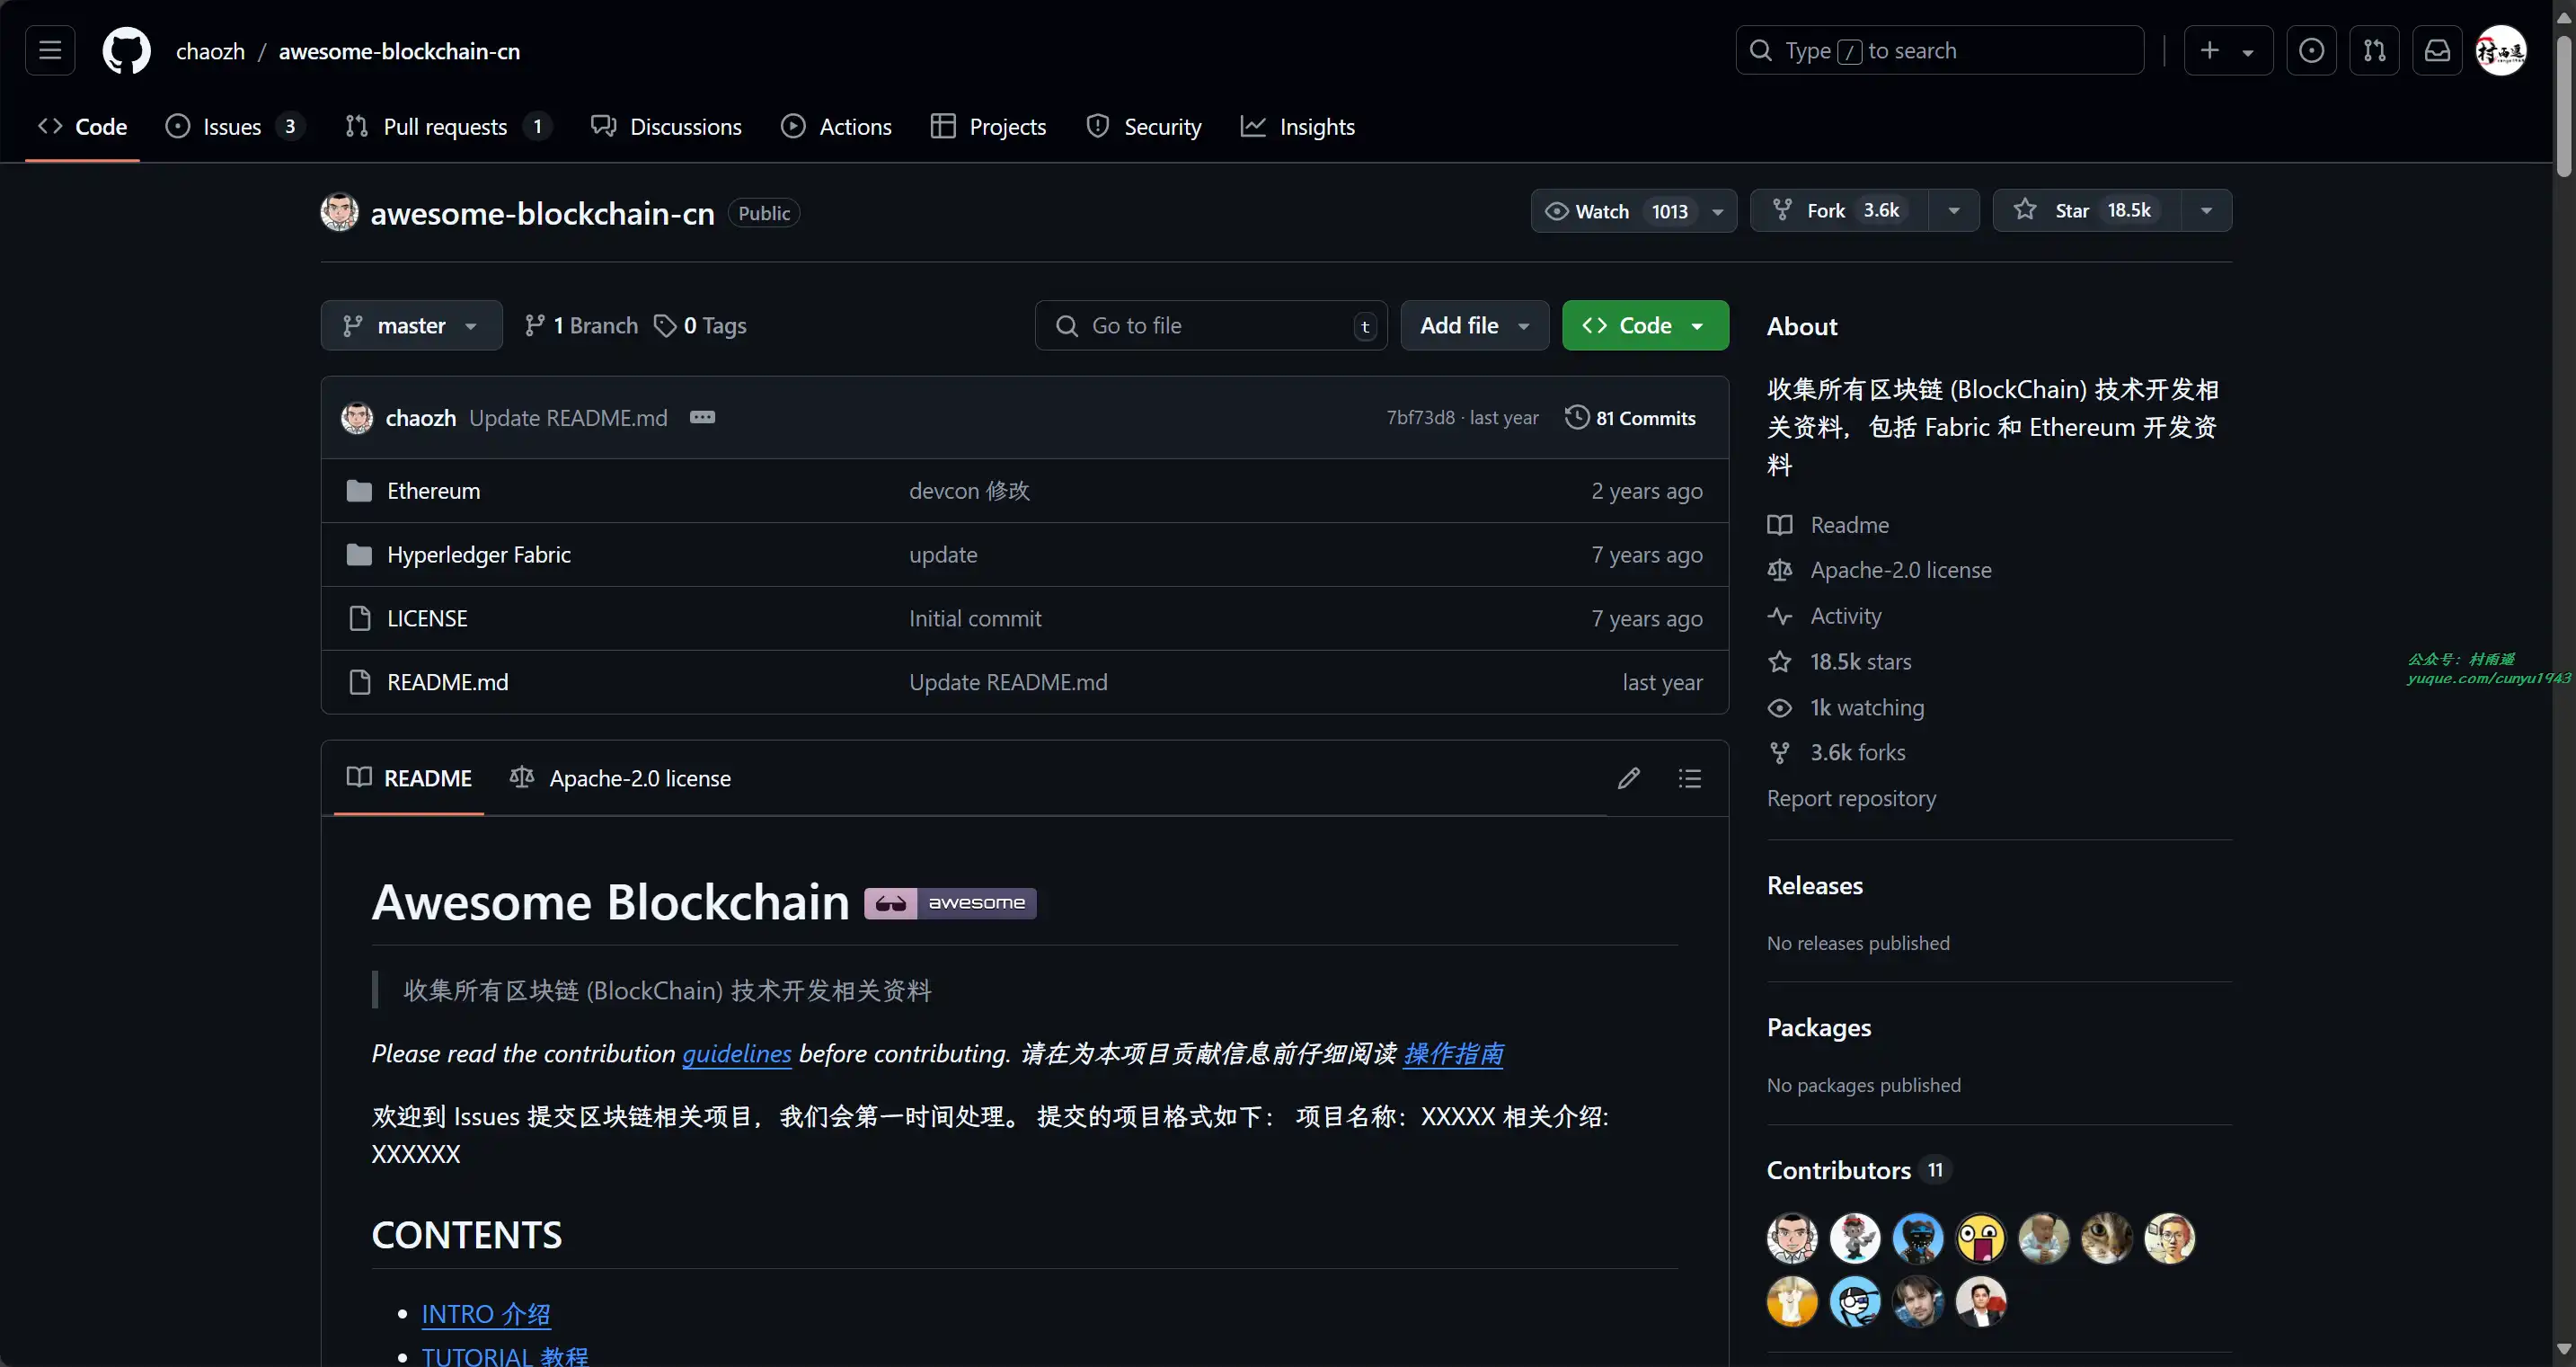 chaozh / awesome-blockchain-cn
Type / to search
Code
Issues 3
Pull requests 1
Discussions
Actions
Projects
Security
Insights
awesome-blockchain-cn Public
Watch 1013
Fork 3.6k
Star 18.5k
master
1 Branch
0 Tags
Go to file t
Add file
Code
chaozh Update README.md
7bf73d8 · last year
81 Commits
Ethereum devcon 修改 2 years ago
Hyperledger Fabric update 7 years ago
LICENSE Initial commit 7 years ago
README.md Update README.md last year
README
Apache-2.0 license
Awesome Blockchain awesome
收集所有区块链 (BlockChain) 技术开发相关资料
Please read the contribution guidelines before contributing. 请在为本项目贡献信息前仔细阅读 操作指南
欢迎到 Issues 提交区块链相关项目，我们会第一时间处理。 提交的项目格式如下： 项目名称：XXXXX 相关介绍:
XXXXXX
CONTENTS
INTRO 介绍
TUTORIAL 教程
About
收集所有区块链 (BlockChain) 技术开发相
关资料，包括 Fabric 和 Ethereum 开发资
料
Readme
Apache-2.0 license
Activity
18.5k stars
1k watching
3.6k forks
Report repository
Releases
No releases published
Packages
No packages published
Contributors 11
公众号：村雨遥
yuque.com/cunyu1943